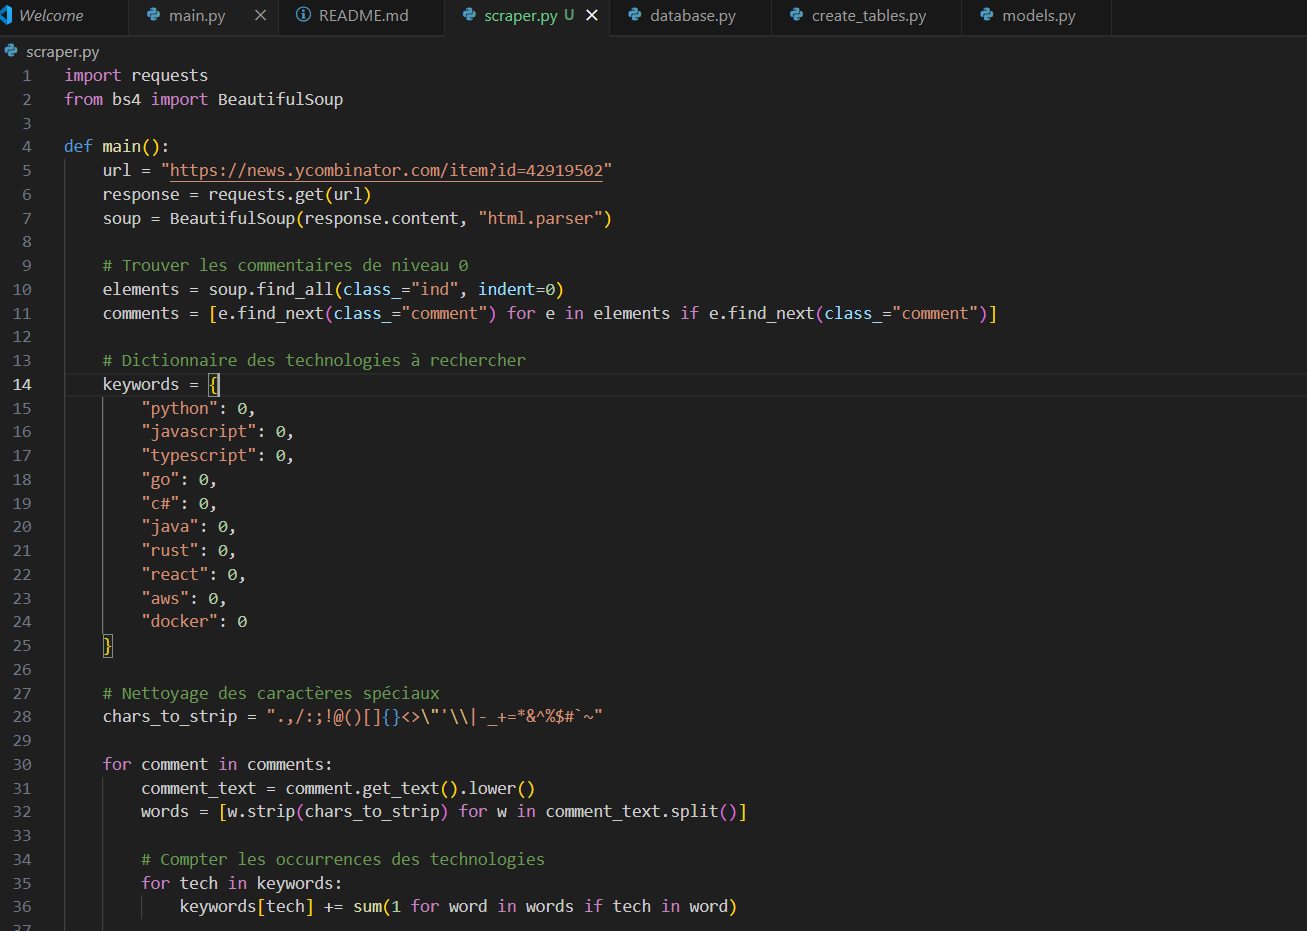 Welcome main.py README.md scraper.py U database.py create_tables.py models.py
scraper.py
1 import requests
2 from bs4 import BeautifulSoup
3
4 def main():
5     url = "https://news.ycombinator.com/item?id=42919502"
6     response = requests.get(url)
7     soup = BeautifulSoup(response.content, "html.parser")
8
9     # Trouver les commentaires de niveau 0
10     elements = soup.find_all(class_="ind", indent=0)
11     comments = [e.find_next(class_="comment") for e in elements if e.find_next(class_="comment")]
12
13     # Dictionnaire des technologies à rechercher
14     keywords = {
15         "python": 0,
16         "javascript": 0,
17         "typescript": 0,
18         "go": 0,
19         "c#": 0,
20         "java": 0,
21         "rust": 0,
22         "react": 0,
23         "aws": 0,
24         "docker": 0
25     }
26
27     # Nettoyage des caractères spéciaux
28     chars_to_strip = ".,/:;!@()[]{}<>\"'\\|-_+=*&^%$#`~"
29
30     for comment in comments:
31         comment_text = comment.get_text().lower()
32         words = [w.strip(chars_to_strip) for w in comment_text.split()]
33
34         # Compter les occurrences des technologies
35         for tech in keywords:
36             keywords[tech] += sum(1 for word in words if tech in word)
37